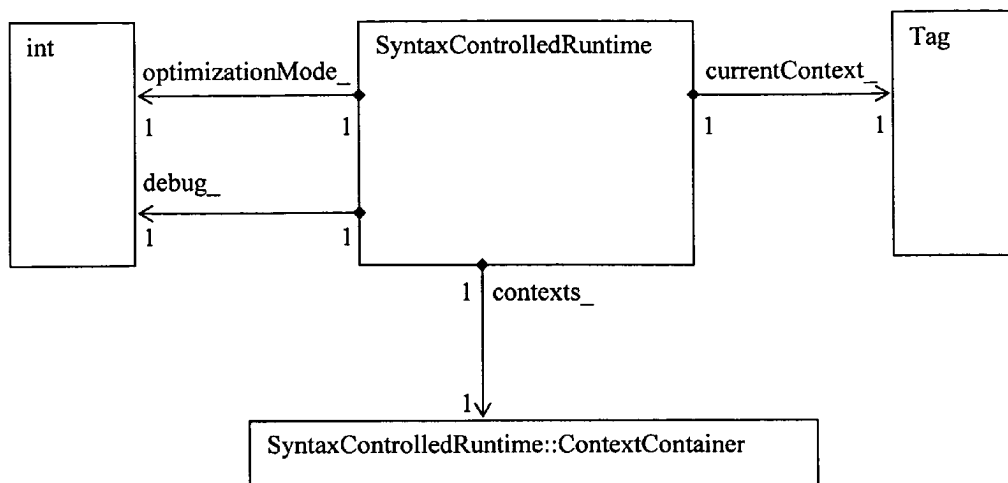 int
SyntaxControlledRuntime
Tag
optimizationMode_
currentContext_
1
1
1
1
debug_
1
1
1
contexts_
1
SyntaxControlledRuntime::ContextContainer